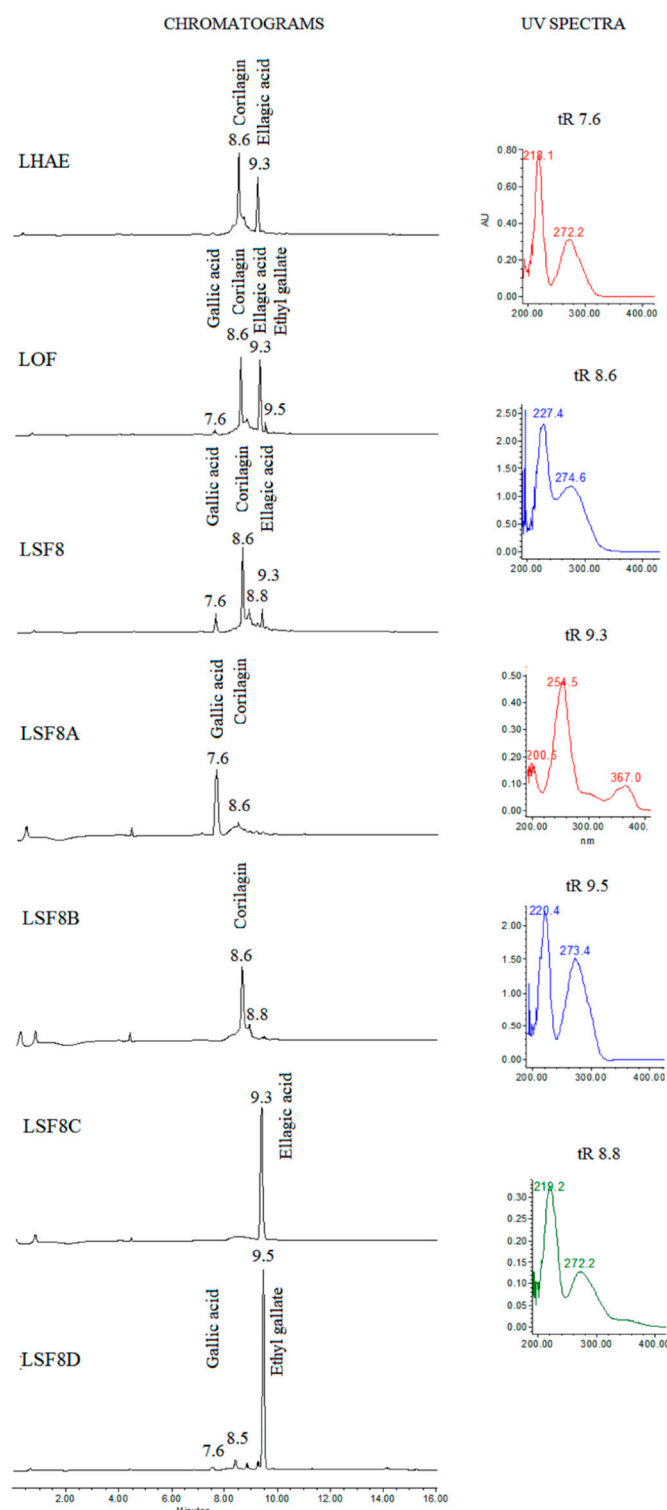 CHROMATOGRAMS
UV SPECTRA
LHAE
Corilagin
Ellagic acid
8.6
9.3
LOF
Gallic acid
Corilagin
Ellagic acid
Ethyl gallate
7.6
8.6
9.3
9.5
LSF8
Gallic acid
Corilagin
Ellagic acid
7.6
8.6
8.8
9.3
LSF8A
Gallic acid
Corilagin
7.6
8.6
LSF8B
Corilagin
8.6
8.8
LSF8C
9.3
Ellagic acid
LSF8D
Gallic acid
9.5
Ethyl gallate
7.6
8.5
2.00 4.00 6.00 8.00 10.00 12.00 14.00 16.00
Minutes
tR 7.6
AU
0.80
0.60
0.40
0.20
0.00
218.1
272.2
200.00 300.00 400.00
tR 8.6
2.50
2.00
1.50
1.00
0.50
0.00
227.4
274.6
200.00 300.00 400.00
tR 9.3
0.50
0.40
0.30
0.20
0.10
0.00
200.5
367.0
200.00 300.00 400.00
nm
tR 9.5
2.00
1.50
1.00
0.50
0.00
220.4
273.4
200.00 300.00 400.00
tR 8.8
0.30
0.25
0.20
0.15
0.10
0.05
0.00
219.2
272.2
200.00 300.00 400.00